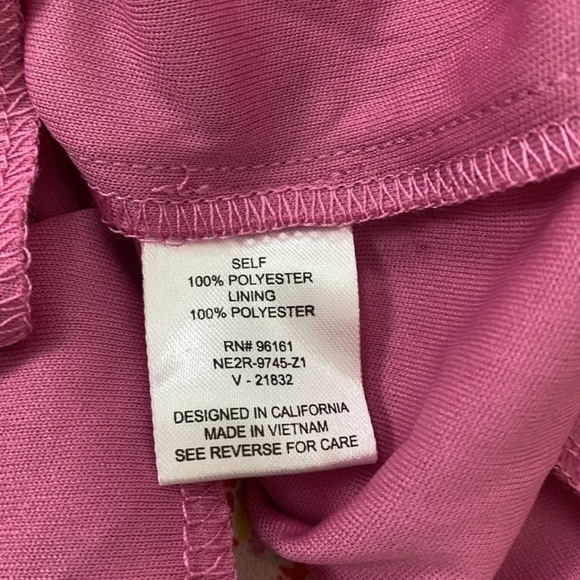 SELF
100% POLYESTER
LINING
100% POLYESTER
RN# 96161
NE2R-9745-Z1
V - 21832
DESIGNED IN CALIFORNIA
MADE IN VIETNAM
SEE REVERSE FOR CARE